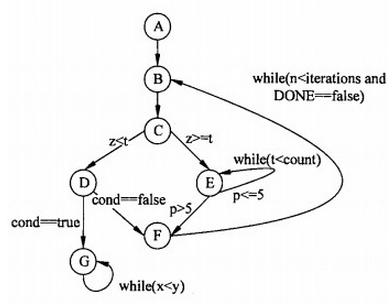 A
B
while(n<iterations and
DONE==false)
C
z<t
z>=t
while(t<count)
D
E
cond==false
p<=5
p>5
cond==true
F
G
while(x<y)